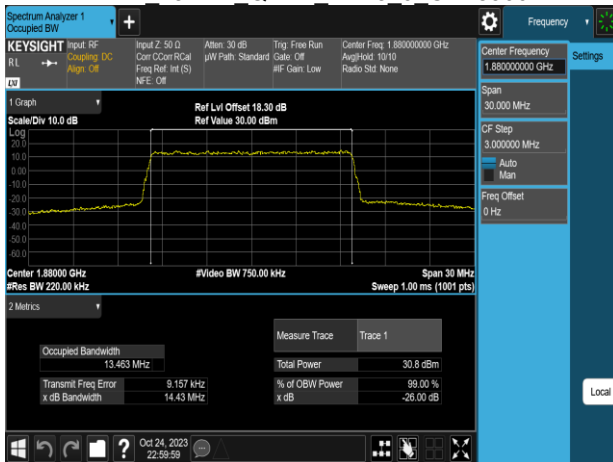 Spectrum Analyzer 1
Occupied BW
+
Frequency
KEYSIGHT
RL
LXI
Input: RF
Coupling: DC
Align: Off
Input Z: 50 Ω
Corr CCorr RCal
Freq Ref: Int (S)
NFE: Off
Atten: 30 dB
µW Path: Standard
Trig: Free Run
Gate: Off
#IF Gain: Low
Center Freq: 1.880000000 GHz
Avg|Hold: 10/10
Radio Std: None
Center Frequency
1.880000000 GHz
Settings
Span
30.000 MHz
CF Step
3.000000 MHz
Auto
Man
Freq Offset
0 Hz
1 Graph
Scale/Div 10.0 dB
Ref Lvl Offset 18.30 dB
Ref Value 30.00 dBm
Log
20.0
10.0
0.00
-10.0
-20.0
-30.0
-40.0
-50.0
-60.0
Center 1.88000 GHz
#Res BW 220.00 kHz
#Video BW 750.00 kHz
Span 30 MHz
Sweep 1.00 ms (1001 pts)
2 Metrics
Measure Trace
Trace 1
Occupied Bandwidth
13.463 MHz
Total Power
30.8 dBm
Transmit Freq Error
9.157 kHz
% of OBW Power
99.00 %
x dB Bandwidth
14.43 MHz
x dB
-26.00 dB
Local
?
Oct 24, 2023
22:59:59